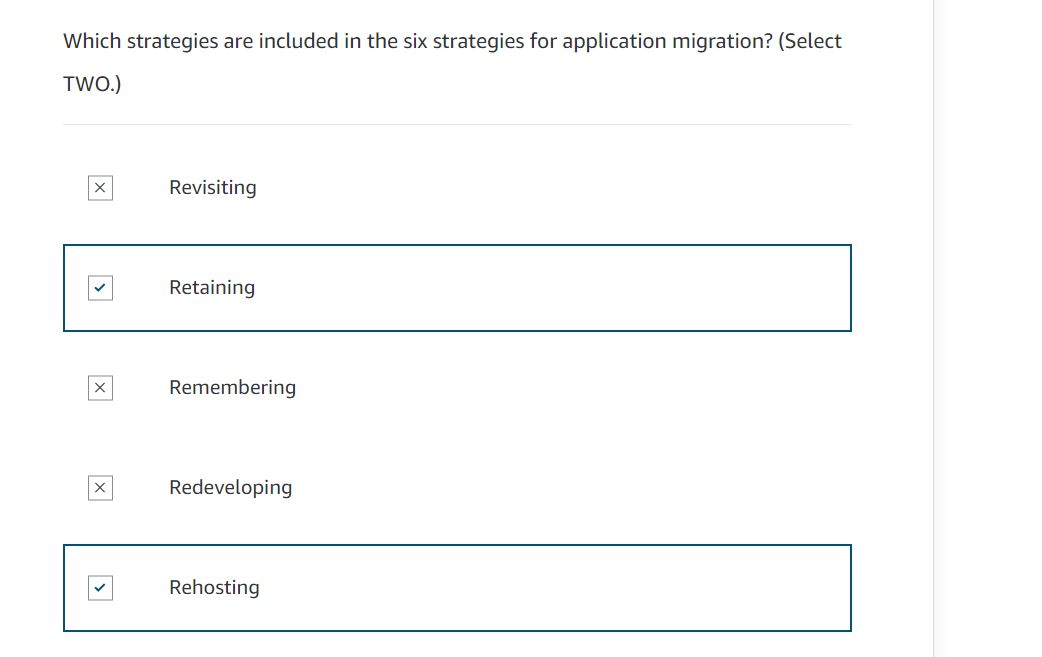 Which strategies are included in the six strategies for application migration? (Select
TWO.)
Revisiting
Retaining
Remembering
Redeveloping
Rehosting